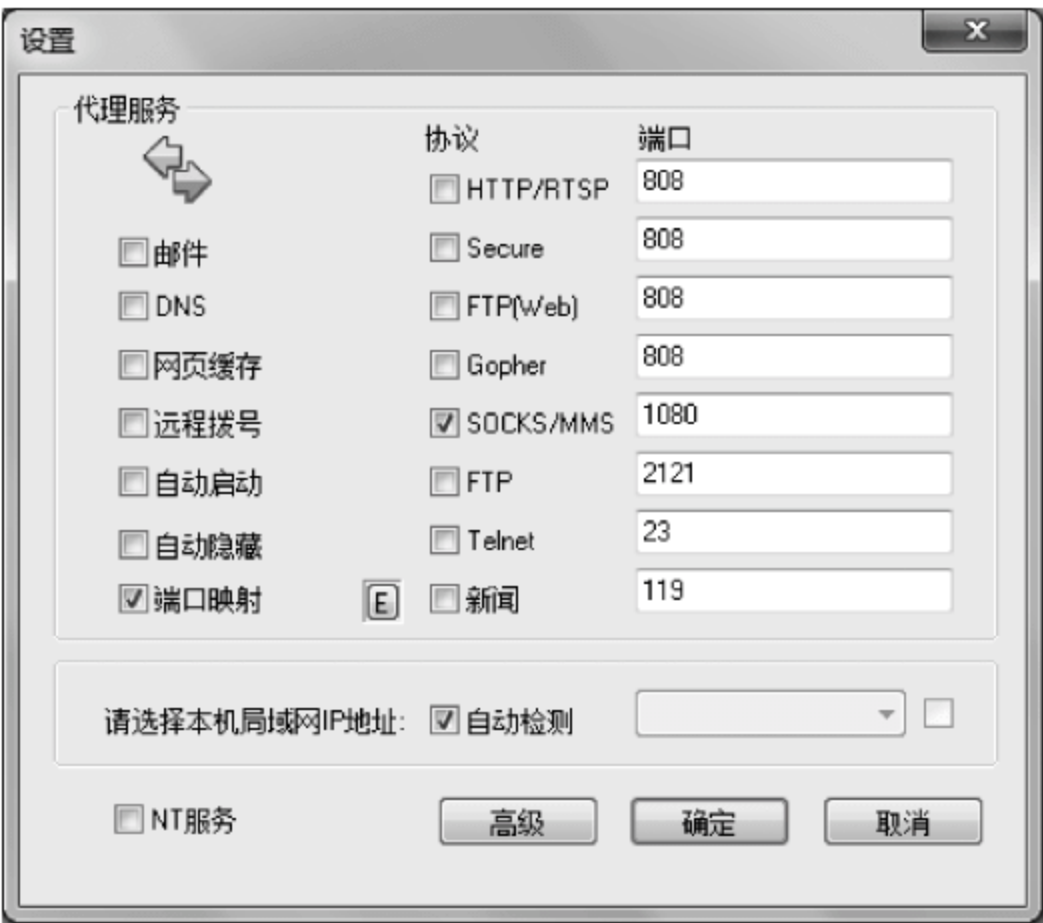 设置
代理服务
协议 端口
HTTP/RTSP 808
邮件 Secure 808
DNS FTP(Web) 808
网页缓存 Gopher 808
远程拨号 SOCKS/MMS 1080
自动启动 FTP 2121
自动隐藏 Telnet 23
端口映射 E 新闻 119
请选择本机局域网IP地址: 自动检测
NT服务 高级 确定 取消